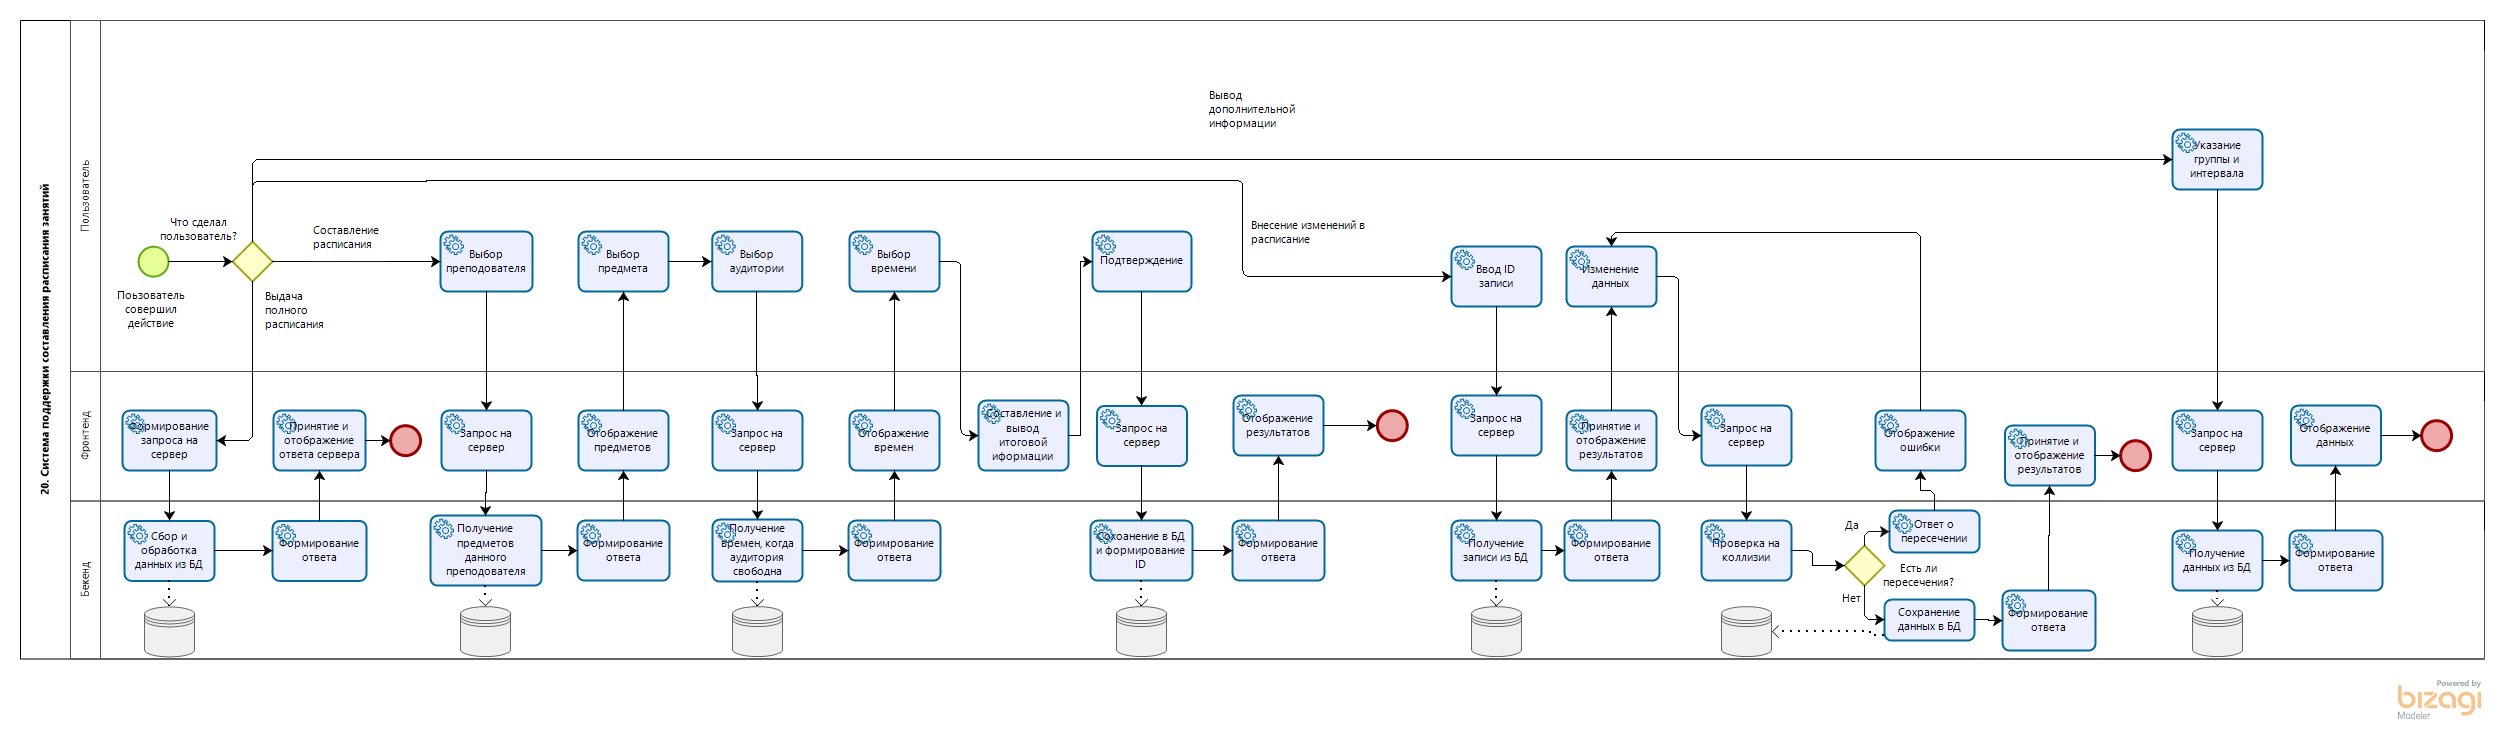 20. Система поддержки составления расписания занятий
Пользователь
Вывод
дополнительной
информации
Указание
группы и
интервала
Что сделал
пользователь?
Составление
расписания
Внесение изменений в
расписание
Выбор
преподавателя
Выбор
предмета
Выбор
аудитории
Выбор
времени
Подтверждение
Ввод ID
записи
Изменение
данных
Поьзователь
совершил
действие
Выдача
полного
расписания
Фронтенд
Формирование
запроса на
сервер
Принятие и
отображение
ответа сервера
Запрос на
сервер
Отображение
предметов
Запрос на
сервер
Отображение
времен
Составление и
вывод
итоговой
иформации
Запрос на
сервер
Отображение
результатов
Запрос на
сервер
Принятие и
отображение
результатов
Запрос на
сервер
Отображение
ошибки
Принятие и
отображение
результатов
Запрос на
сервер
Отображение
данных
Бекенд
Сбор и
обработка
данных из БД
Формирование
ответа
Получение
предметов
данного
преподователя
Формирование
ответа
Получение
времен, когда
аудитория
свободна
Формирование
ответа
Сохоанение в БД
и формирование
ID
Формирование
ответа
Получение
записи из БД
Формирование
ответа
Проверка на
коллизии
Да
Ответ о
пересечении
Есть ли
пересечения?
Нет
Сохранение
данных в БД
Формирование
ответа
Получение
данных из БД
Формирование
ответа
Powered by
bizagi
Modeler